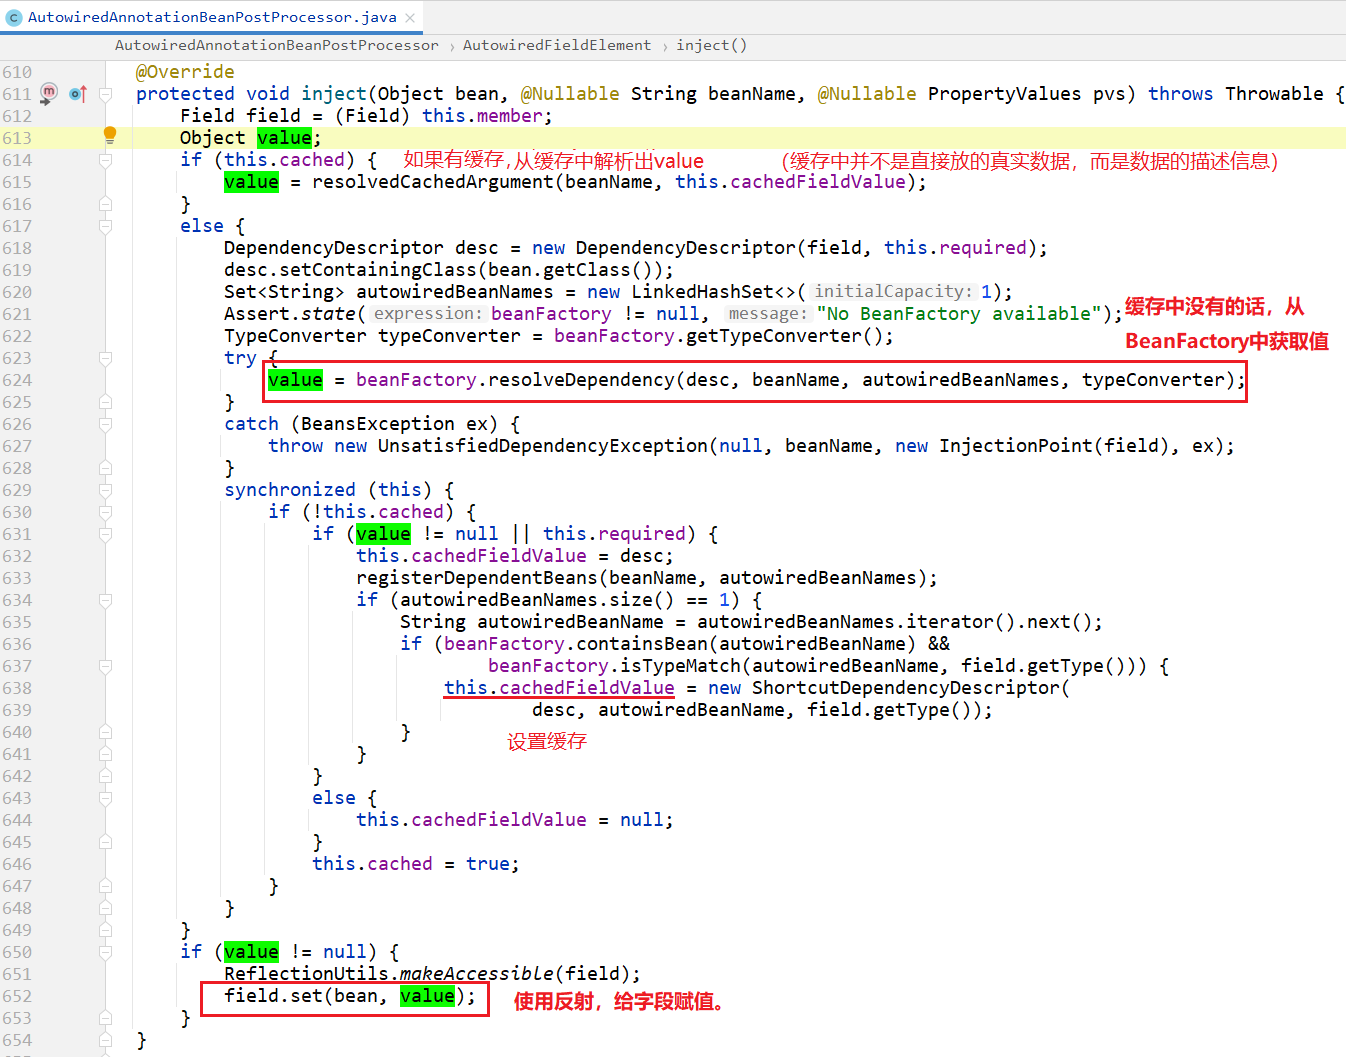 AutowiredAnnotationBeanPostProcessor.java
AutowiredAnnotationBeanPostProcessor › AutowiredFieldElement › inject()
610 @Override
611 protected void inject(Object bean, @Nullable String beanName, @Nullable PropertyValues pvs) throws Throwable {
612 Field field = (Field) this.member;
613 Object value;
614 if (this.cached) { 如果有缓存,从缓存中解析出value （缓存中并不是直接放的真实数据，而是数据的描述信息）
615 value = resolvedCachedArgument(beanName, this.cachedFieldValue);
616 }
617 else {
618 DependencyDescriptor desc = new DependencyDescriptor(field, this.required);
619 desc.setContainingClass(bean.getClass());
620 Set<String> autowiredBeanNames = new LinkedHashSet<>( initialCapacity: 1);
621 Assert.state( expression: beanFactory != null, message: "No BeanFactory available"); 缓存中没有的话，从
622 TypeConverter typeConverter = beanFactory.getTypeConverter(); BeanFactory中获取值
623 try {
624 value = beanFactory.resolveDependency(desc, beanName, autowiredBeanNames, typeConverter);
625 }
626 catch (BeansException ex) {
627 throw new UnsatisfiedDependencyException(null, beanName, new InjectionPoint(field), ex);
628 }
629 synchronized (this) {
630 if (!this.cached) {
631 if (value != null || this.required) {
632 this.cachedFieldValue = desc;
633 registerDependentBeans(beanName, autowiredBeanNames);
634 if (autowiredBeanNames.size() == 1) {
635 String autowiredBeanName = autowiredBeanNames.iterator().next();
636 if (beanFactory.containsBean(autowiredBeanName) &&
637 beanFactory.isTypeMatch(autowiredBeanName, field.getType())) {
638 this.cachedFieldValue = new ShortcutDependencyDescriptor(
639 desc, autowiredBeanName, field.getType());
640 }
设置缓存
641 }
642 }
643 else {
644 this.cachedFieldValue = null;
645 }
646 this.cached = true;
647 }
648 }
649 }
650 if (value != null) {
651 ReflectionUtils.makeAccessible(field);
652 field.set(bean, value); 使用反射，给字段赋值。
653 }
654 }